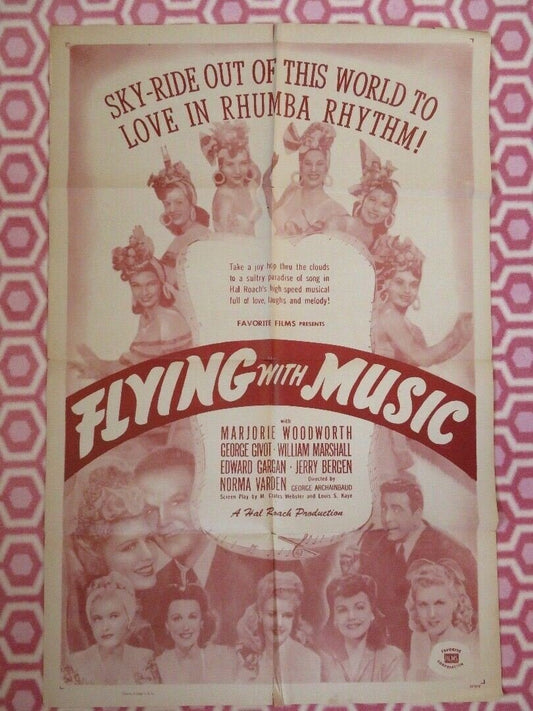 SKY-RIDE OUT OF THIS WORLD TO
LOVE IN RHUMBA RHYTHM!
Take a joy hop thru the clouds
to a sultry paradise of song in
Hal Roach's high-speed musical
full of love, laughs and melody!
FAVORITE FILMS PRESENTS
FLYING WITH MUSIC
with
MARJORIE WOODWORTH
GEORGE GIVOT · WILLIAM MARSHALL
EDWARD GARGAN · JERRY BERGEN
NORMA VARDEN
Directed by
GEORGE ARCHAINBAUD
Screen Play by M. Coates Webster and Louis S. Kaye
A Hal Roach Production
FAVORITE
FILMS
CORPORATION